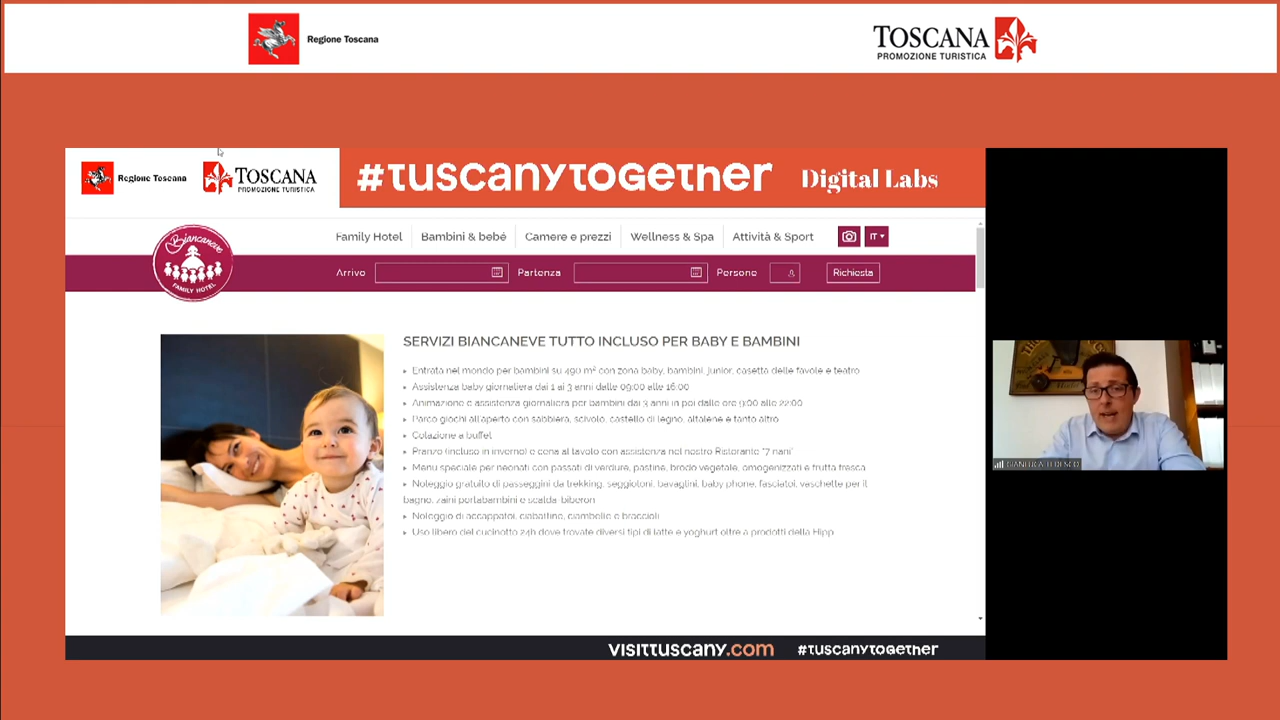 Regione Toscana
TOSCANA
PROMOZIONE TURISTICA
Regione Toscana
TOSCANA
PROMOZIONE TURISTICA
#tuscanytogether
Digital Labs
Biancaneve
FAMILY HOTEL
Family Hotel
Bambini & bebé
Camere e prezzi
Wellness & Spa
Attività & Sport
IT
Arrivo
Partenza
Persone
Richiesta
SERVIZI BIANCANEVE TUTTO INCLUSO PER BABY E BAMBINI
Entrata nel mondo per bambini su 490 m² con zona baby, bambini, junior, casetta delle favole e teatro
Assistenza baby giornaliera dai 1 ai 3 anni dalle 09:00 alle 16:00
Animazione e assistenza giornaliera per bambini dai 3 anni in poi dalle ore 9:00 alle 22:00
Parco giochi all'aperto con sabbiera, scivolo, castello di legno, altalene e tanto altro
Colazione a buffet
Pranzo (incluso in inverno) e cena al tavolo con assistenza nel nostro Ristorante "7 nani"
Menu speciale per neonati con passati di verdure, pastine, brodo vegetale, omogenizzati e frutta fresca
Noleggio gratuito di passeggini da trekking, seggioloni, bavaglini, baby phone, fasciatoi, vaschette per il
bagno, zaini portabambini e scalda-biberon
Noleggio di accappatoi, ciabattine, ciambelle e braccioli
Uso libero del cucinotto 24h dove trovate diversi tipi di latte e yoghurt oltre a prodotti della Hipp
GIANLUCA TEDESCO
visittuscany.com
#tuscanytogether